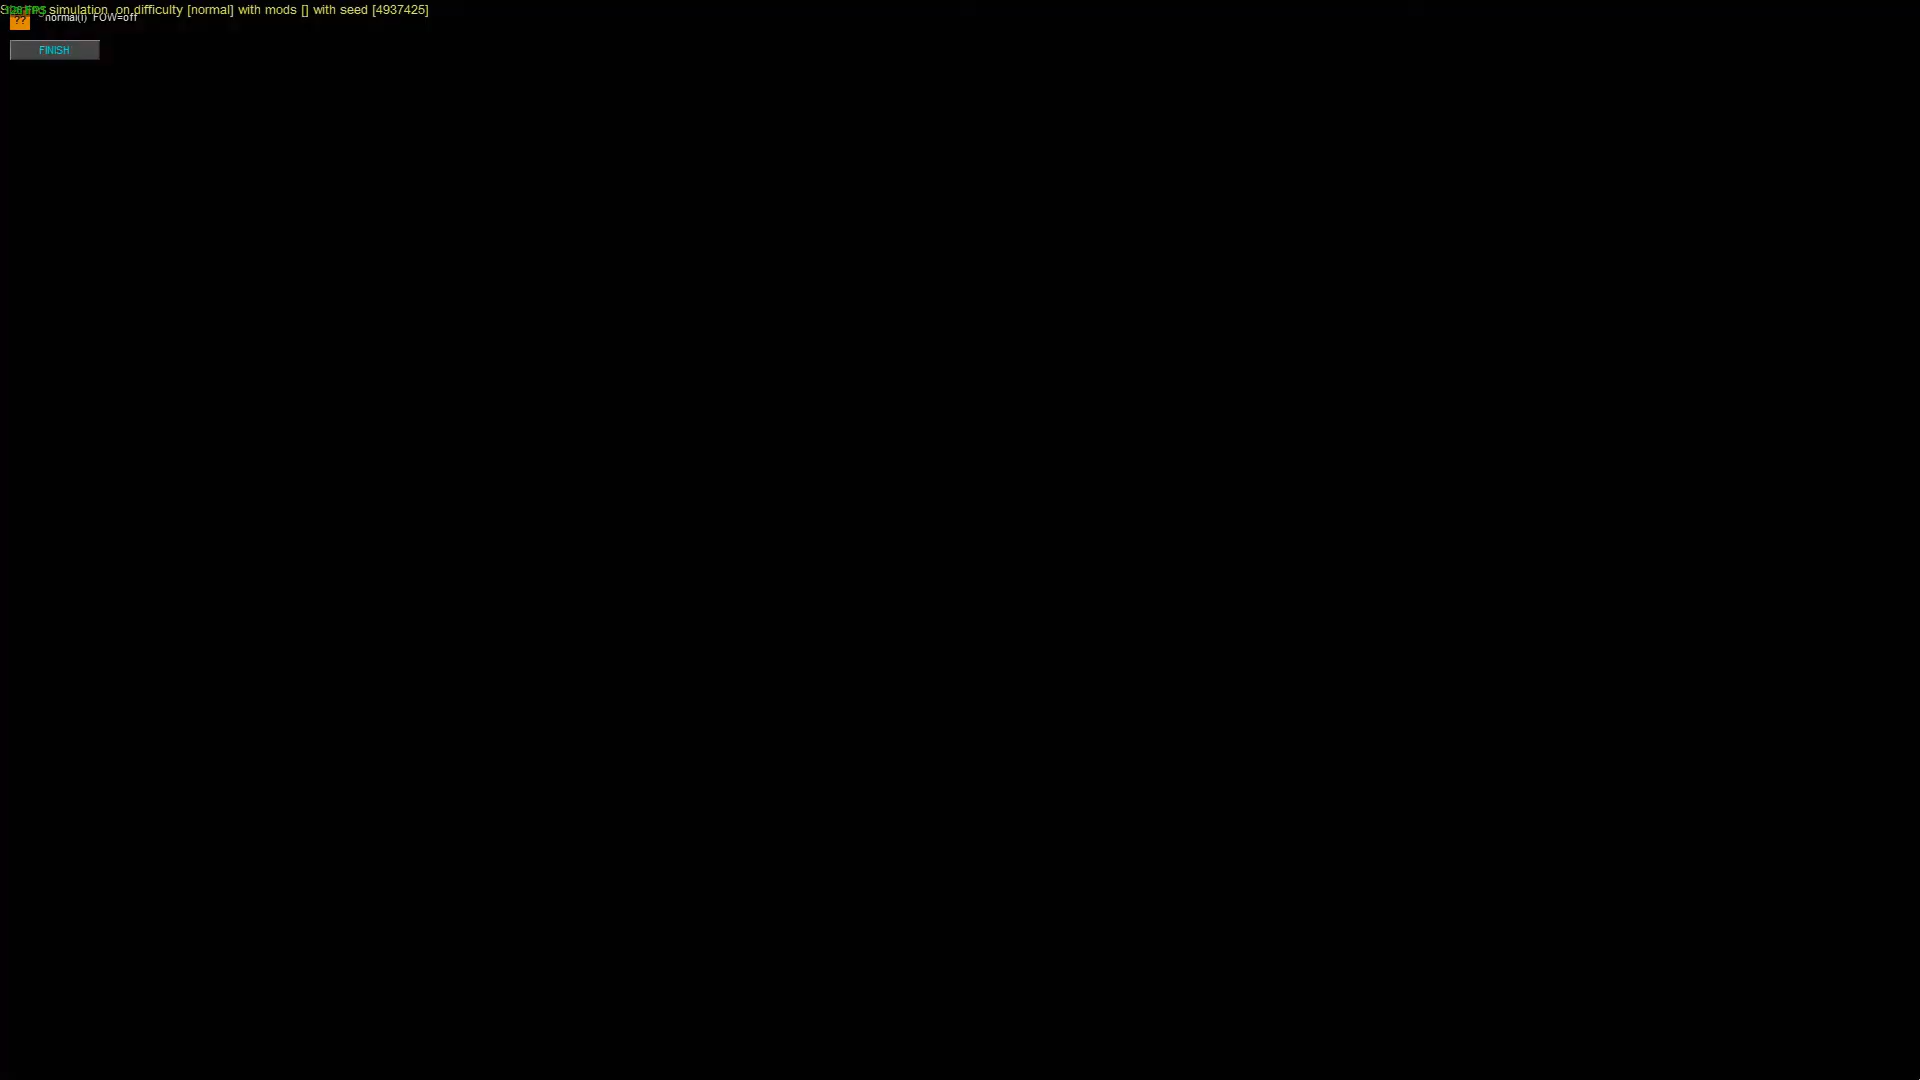 simulation on difficulty [normal] with mods [] with seed [4937425]
?? normal(i) FOW=off
FINISH